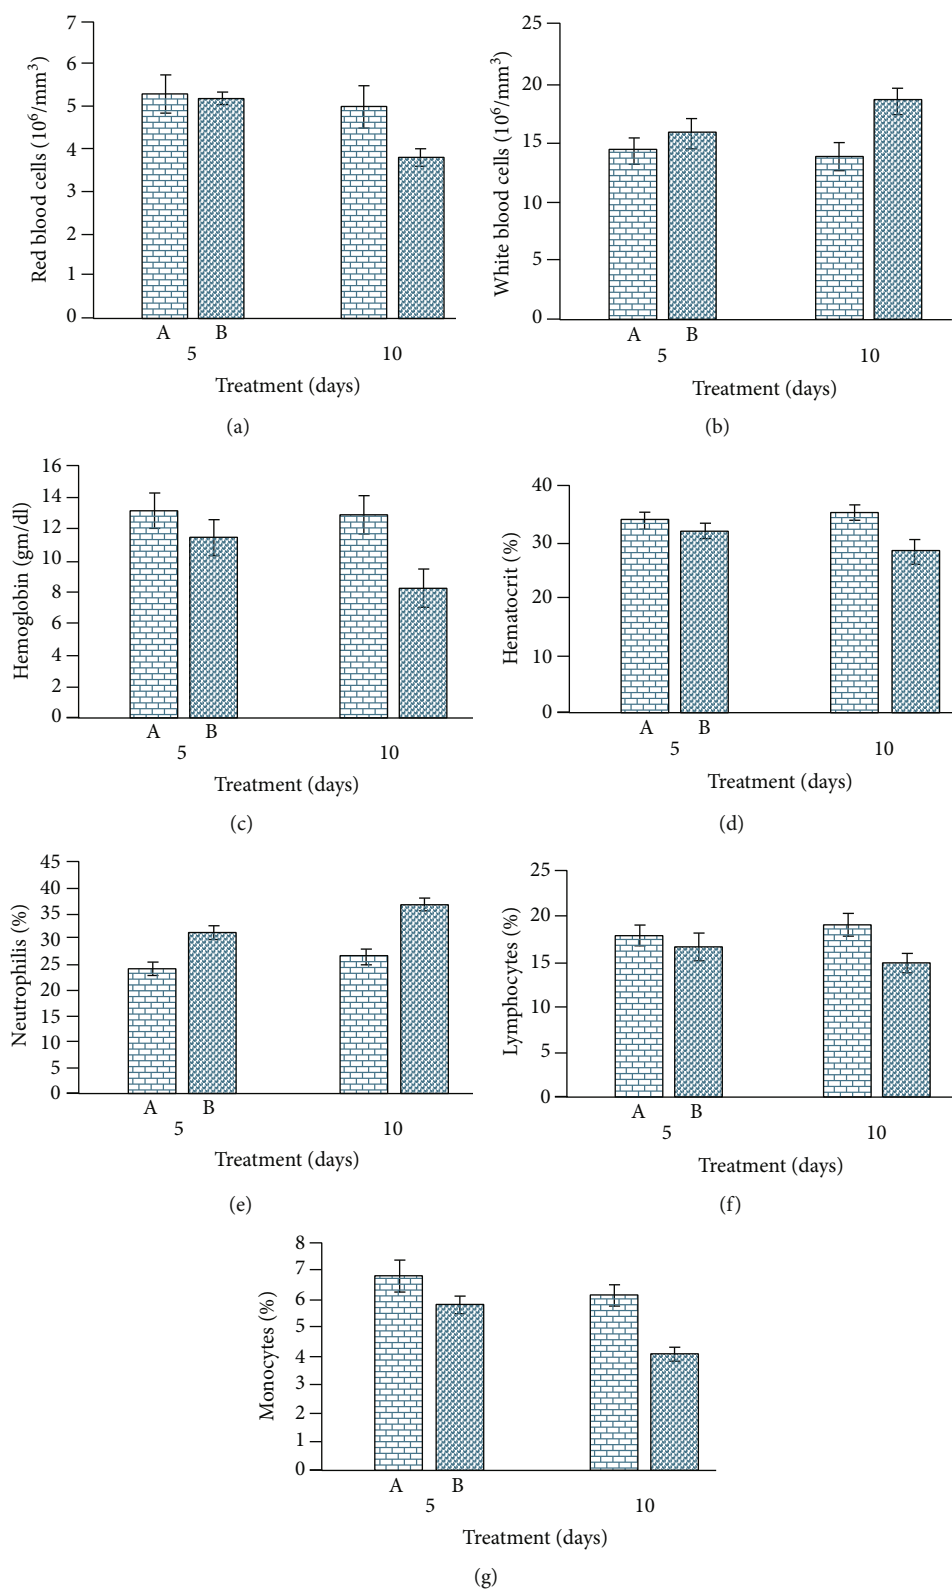 7
6
5
4
3
2
1
0
Red blood cells (10⁶/mm³)
A B
5 10
Treatment (days)
(a)
25
20
15
10
5
0
White blood cells (10⁶/mm³)
A B
5 10
Treatment (days)
(b)
16
14
12
10
8
6
4
2
0
Hemoglobin (gm/dl)
A B
5 10
Treatment (days)
(c)
40
30
20
10
0
Hematocrit (%)
A B
5 10
Treatment (days)
(d)
45
40
35
30
25
20
15
10
5
0
Neutrophilis (%)
A B
5 10
Treatment (days)
(e)
25
20
15
10
5
0
Lymphocytes (%)
A B
5 10
Treatment (days)
(f)
8
7
6
5
4
3
2
1
0
Monocytes (%)
A B
5 10
Treatment (days)
(g)